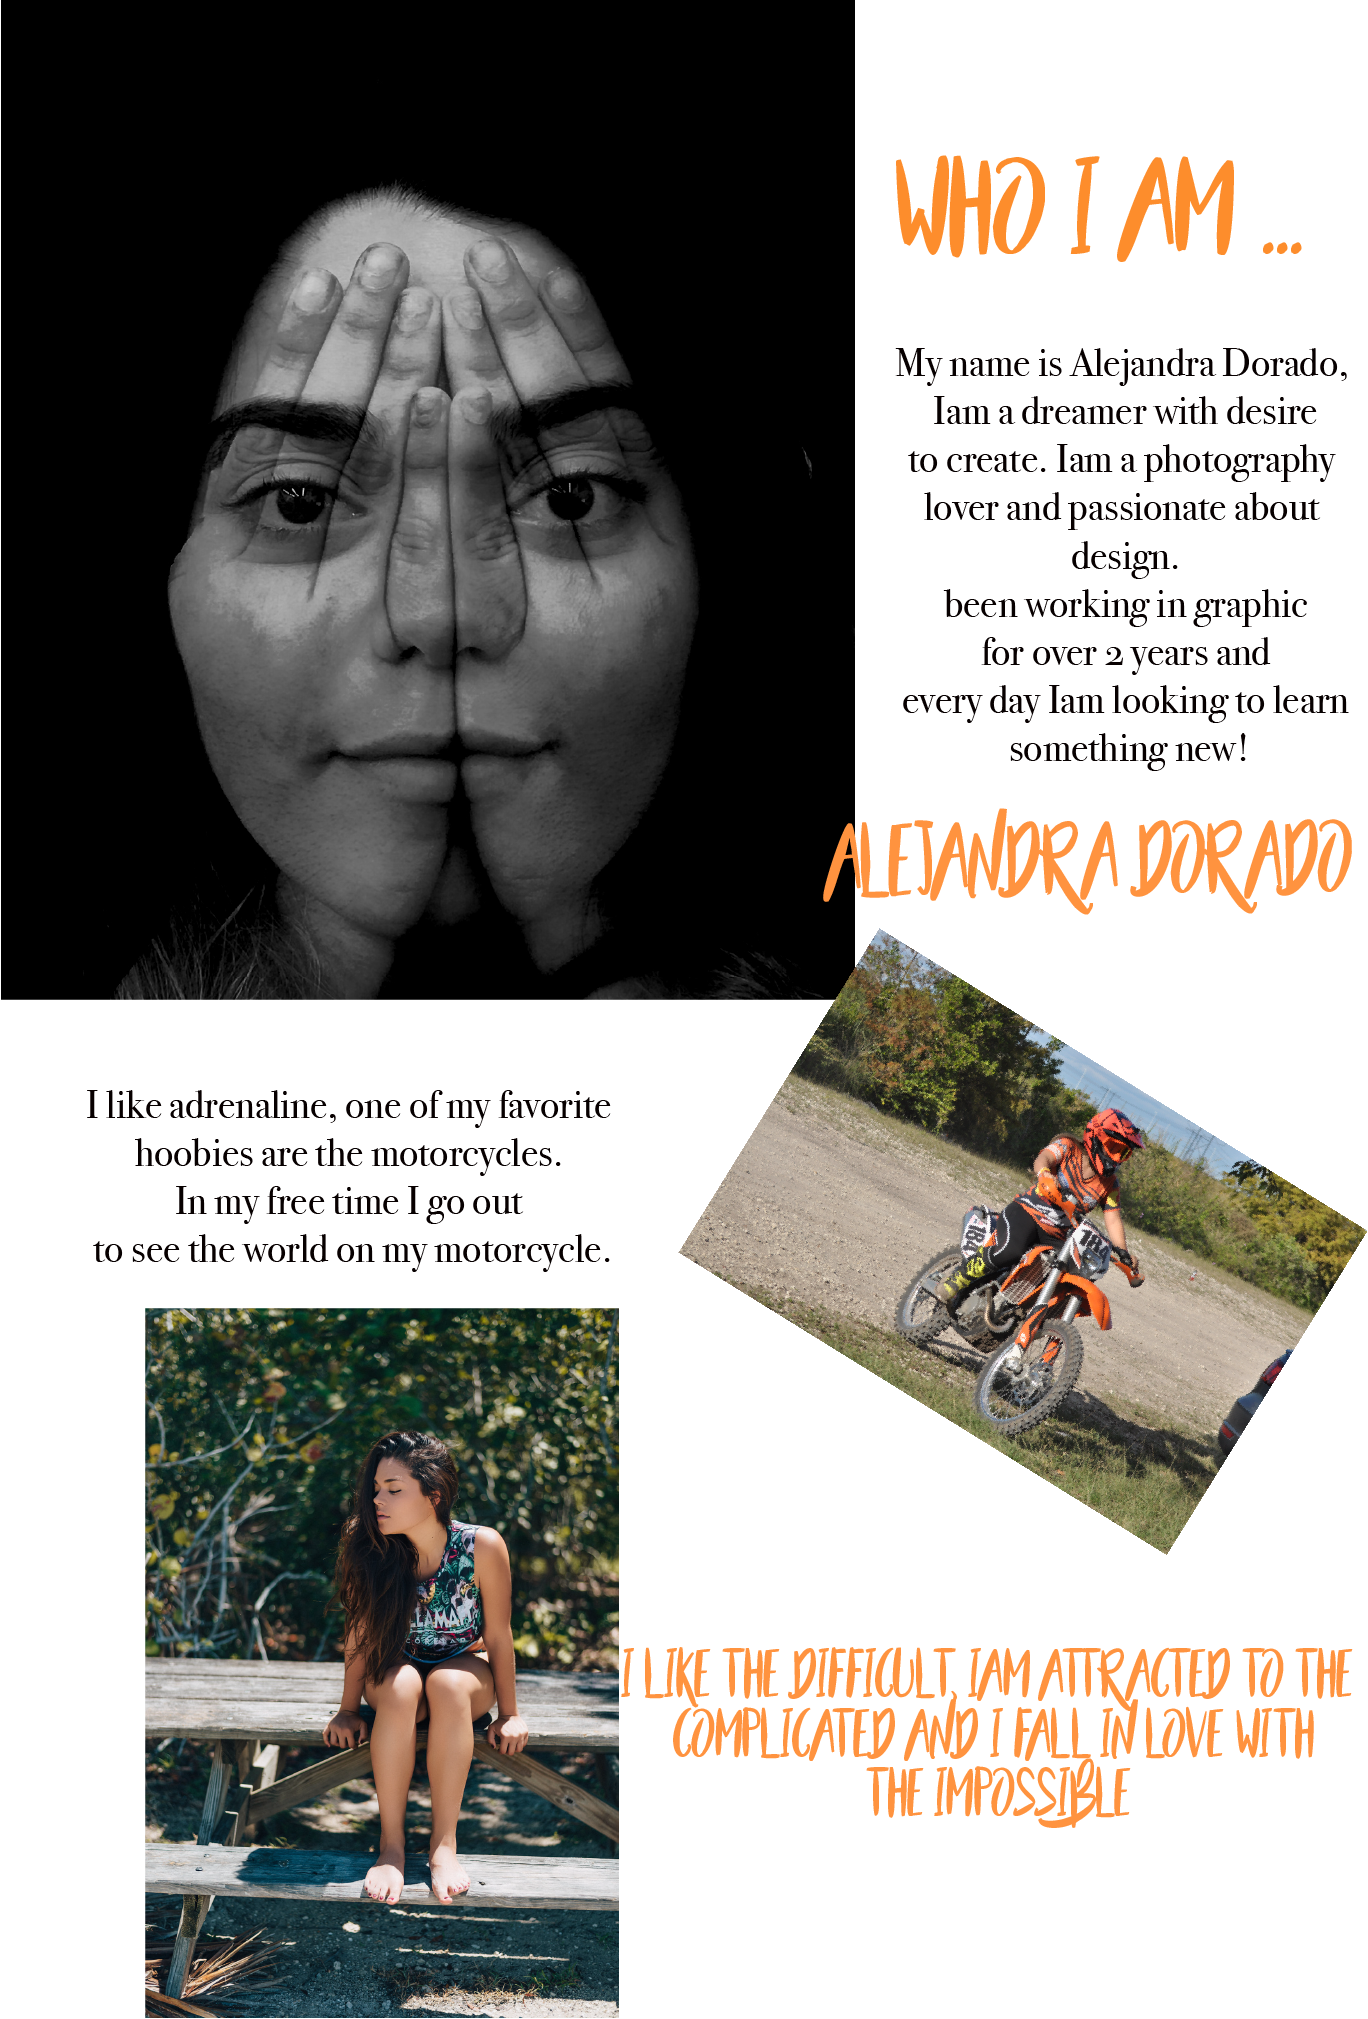 WHO I AM ...
My name is Alejandra Dorado,
Iam a dreamer with desire
to create. Iam a photography
lover and passionate about
design.
been working in graphic
for over 2 years and
every day Iam looking to learn
something new!
ALEJANDRA DORADO
I like adrenaline, one of my favorite
hoobies are the motorcycles.
In my free time I go out
to see the world on my motorcycle.
184
184
LLAMA
I LIKE THE DIFFICULT, IAM ATTRACTED TO THE
COMPLICATED AND I FALL IN LOVE WITH
THE IMPOSSIBLE